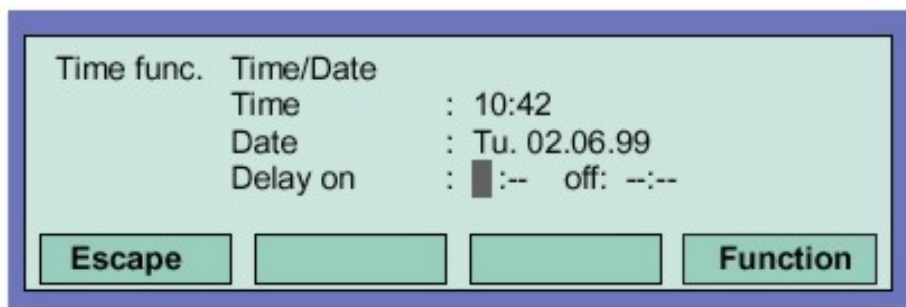 Time func. Time/Date
Time : 10:42
Date : Tu. 02.06.99
Delay on : :-- off: --:--
Escape Function